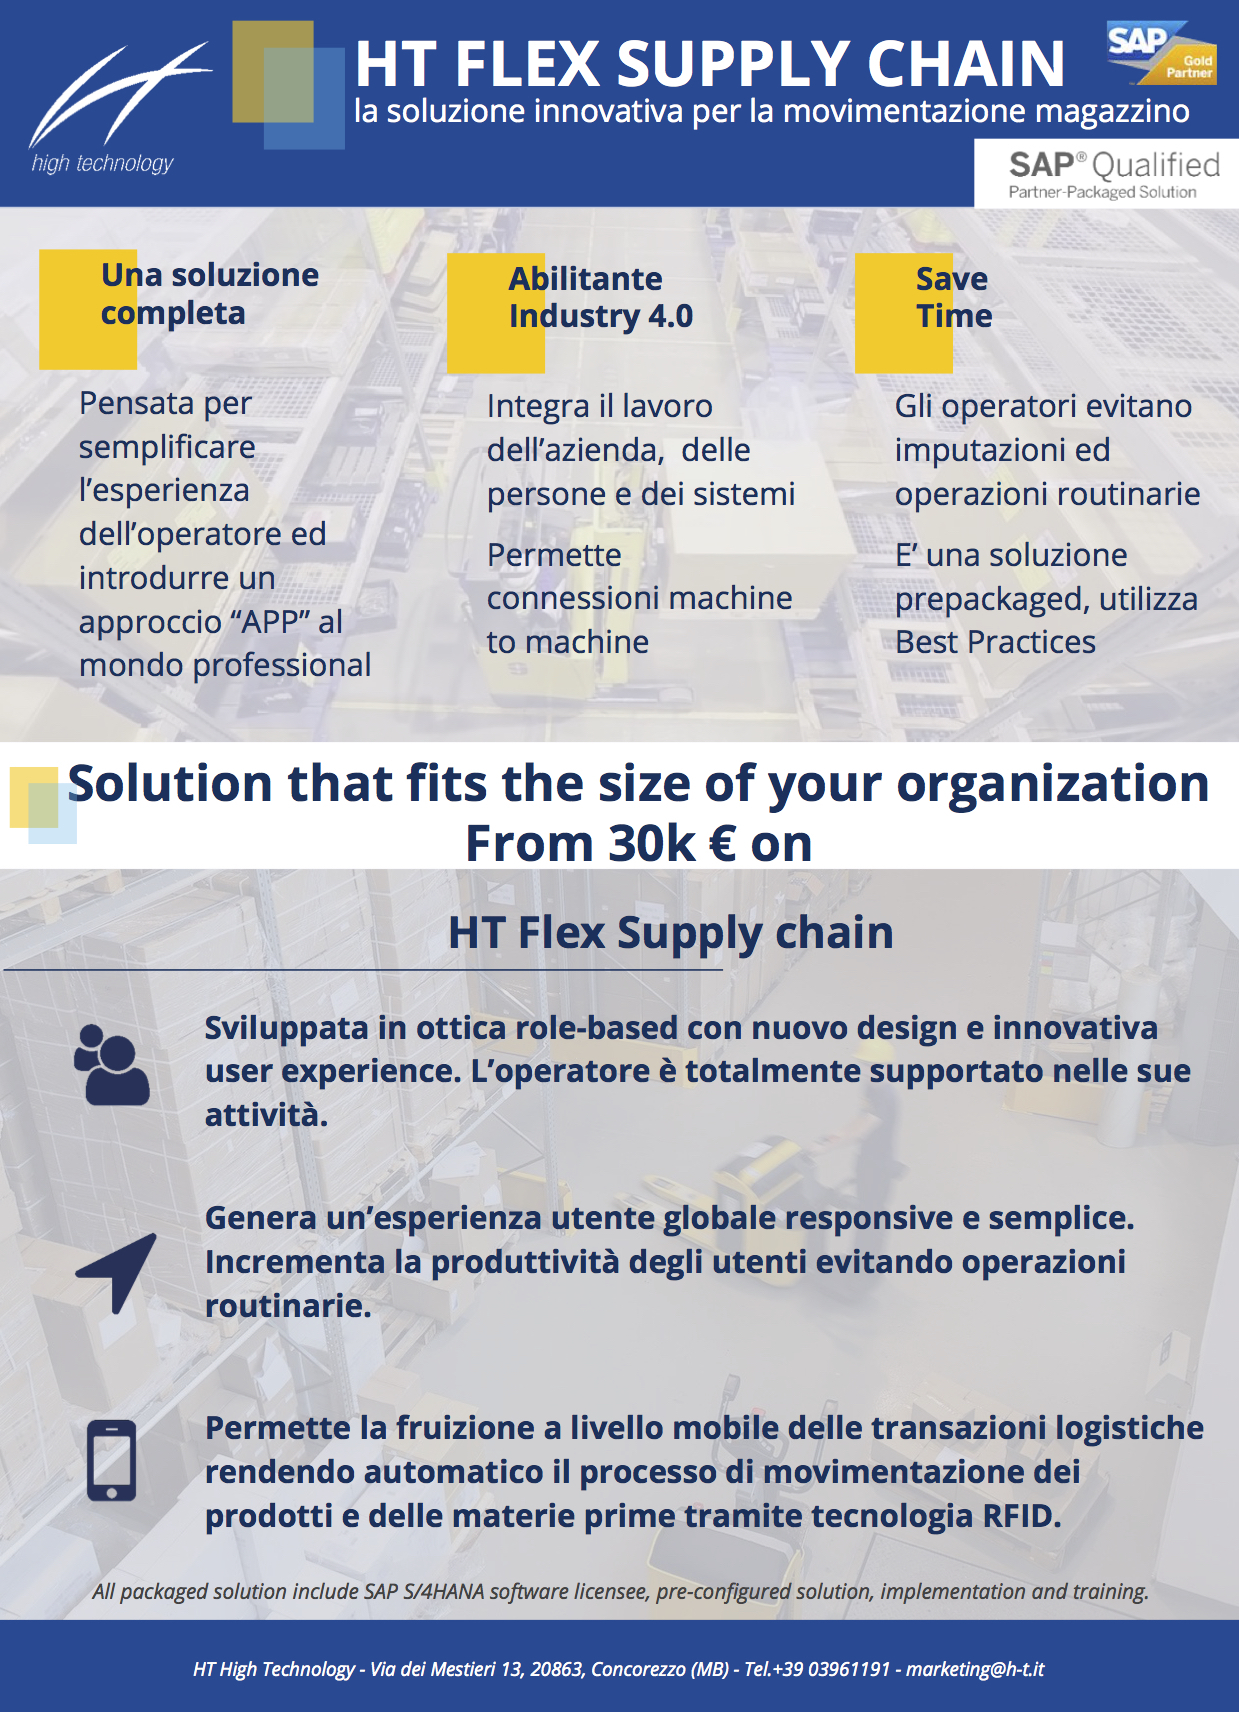 high technology
HT FLEX SUPPLY CHAIN
la soluzione innovativa per la movimentazione magazzino
SAP
Gold
Partner
SAP® Qualified
Partner-Packaged Solution
Una soluzione
completa
Pensata per
semplificare
l’esperienza
dell’operatore ed
introdurre un
approccio “APP” al
mondo professional
Abilitante
Industry 4.0
Integra il lavoro
dell’azienda,  delle
persone e dei sistemi
Permette
connessioni machine
to machine
Save
Time
Gli operatori evitano
imputazioni ed
operazioni routinarie
E’ una soluzione
prepackaged, utilizza
Best Practices
Solution that fits the size of your organization
From 30k € on
HT Flex Supply chain
Sviluppata in ottica role-based con nuovo design e innovativa
user experience. L’operatore è totalmente supportato nelle sue
attività.
Genera un’esperienza utente globale responsive e semplice.
Incrementa la produttività degli utenti evitando operazioni
routinarie.
Permette la fruizione a livello mobile delle transazioni logistiche
rendendo automatico il processo di movimentazione dei
prodotti e delle materie prime tramite tecnologia RFID.
All packaged solution include SAP S/4HANA software licensee, pre-configured solution, implementation and training.
HT High Technology - Via dei Mestieri 13, 20863, Concorezzo (MB) - Tel.+39 03961191 - marketing@h-t.it